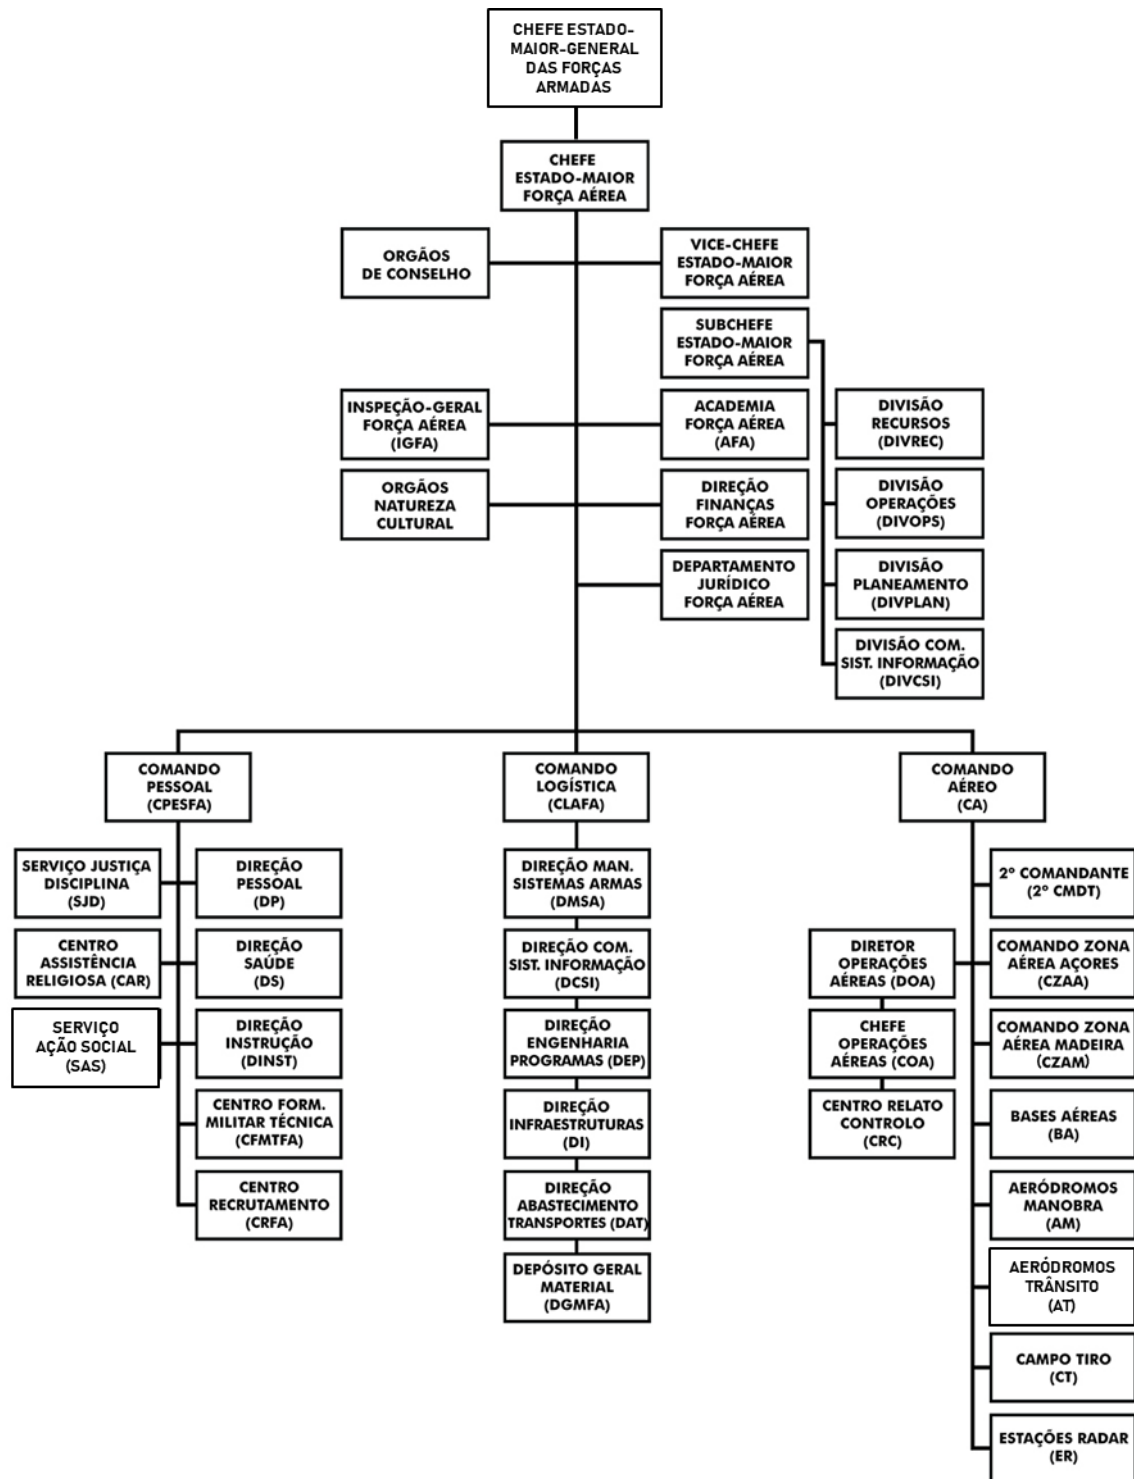 CHEFE ESTADO-
MAIOR-GENERAL
DAS FORÇAS
ARMADAS
CHEFE
ESTADO-MAIOR
FORÇA AÉREA
ORGÃOS
DE CONSELHO
VICE-CHEFE
ESTADO-MAIOR
FORÇA AÉREA
SUBCHEFE
ESTADO-MAIOR
FORÇA AÉREA
INSPEÇÃO-GERAL
FORÇA AÉREA
(IGFA)
ACADEMIA
FORÇA AÉREA
(AFA)
DIVISÃO
RECURSOS
(DIVREC)
ORGÃOS
NATUREZA
CULTURAL
DIREÇÃO
FINANÇAS
FORÇA AÉREA
DIVISÃO
OPERAÇÕES
(DIVOPS)
DEPARTAMENTO
JURÍDICO
FORÇA AÉREA
DIVISÃO
PLANEAMENTO
(DIVPLAN)
DIVISÃO COM.
SIST. INFORMAÇÃO
(DIVCSI)
COMANDO
PESSOAL
(CPESFA)
COMANDO
LOGÍSTICA
(CLAFA)
COMANDO
AÉREO
(CA)
SERVIÇO JUSTIÇA
DISCIPLINA
(SJD)
DIREÇÃO
PESSOAL
(DP)
CENTRO
ASSISTÊNCIA
RELIGIOSA (CAR)
DIREÇÃO
SAÚDE
(DS)
SERVIÇO
AÇÃO SOCIAL
(SAS)
DIREÇÃO
INSTRUÇÃO
(DINST)
CENTRO FORM.
MILITAR TÉCNICA
(CFMTFA)
CENTRO
RECRUTAMENTO
(CRFA)
DIREÇÃO MAN.
SISTEMAS ARMAS
(DMSA)
DIREÇÃO COM.
SIST. INFORMAÇÃO
(DCSI)
DIREÇÃO
ENGENHARIA
PROGRAMAS (DEP)
DIREÇÃO
INFRAESTRUTURAS
(DI)
DIREÇÃO
ABASTECIMENTO
TRANSPORTES (DAT)
DEPÓSITO GERAL
MATERIAL
(DGMFA)
2º COMANDANTE
(2º CMDT)
DIRETOR
OPERAÇÕES
AÉREAS (DOA)
COMANDO ZONA
AÉREA AÇORES
(CZAA)
CHEFE
OPERAÇÕES
AÉREAS (COA)
COMANDO ZONA
AÉREA MADEIRA
(CZAM)
CENTRO RELATO
CONTROLO
(CRC)
BASES AÉREAS
(BA)
AERÓDROMOS
MANOBRA
(AM)
AERÓDROMOS
TRÂNSITO
(AT)
CAMPO TIRO
(CT)
ESTAÇÕES RADAR
(ER)